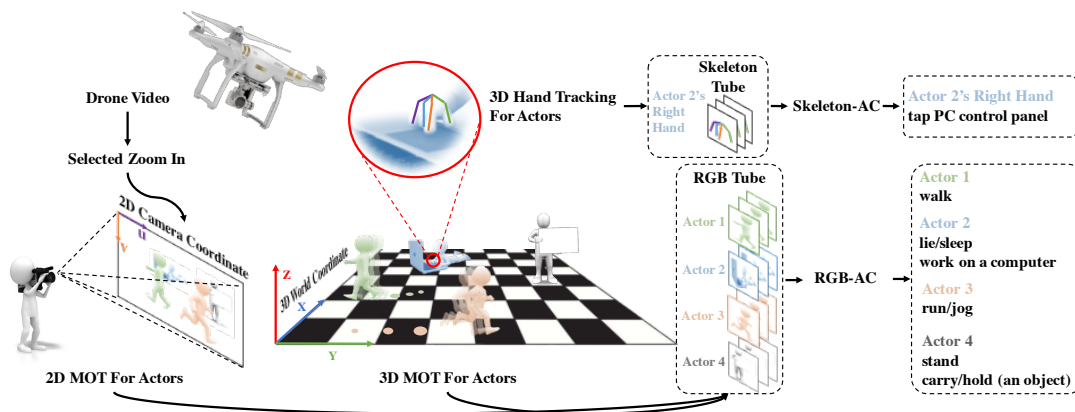 Drone Video
Selected Zoom In
2D Camera Coordinate
U
V
2D MOT For Actors
3D World Coordinate
Z
X
Y
3D MOT For Actors
3D Hand Tracking
For Actors
Skeleton
Tube
Actor 2's
Right
Hand
Skeleton-AC
Actor 2's Right Hand
tap PC control panel
RGB Tube
Actor 1
Actor 2
Actor 3
Actor 4
RGB-AC
Actor 1
walk
Actor 2
lie/sleep
work on a computer
Actor 3
run/jog
Actor 4
stand
carry/hold (an object)